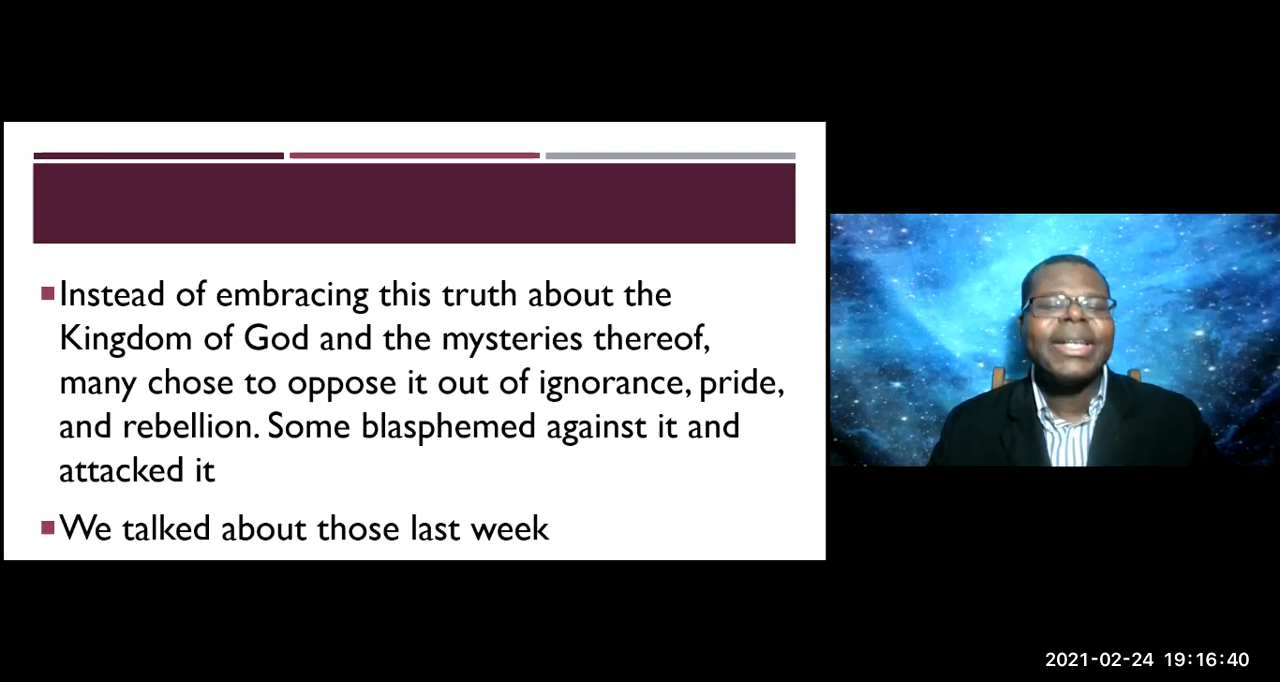 Instead of embracing this truth about the
Kingdom of God and the mysteries thereof,
many chose to oppose it out of ignorance, pride,
and rebellion. Some blasphemed against it and
attacked it
We talked about those last week
2021-02-24 19:16:40